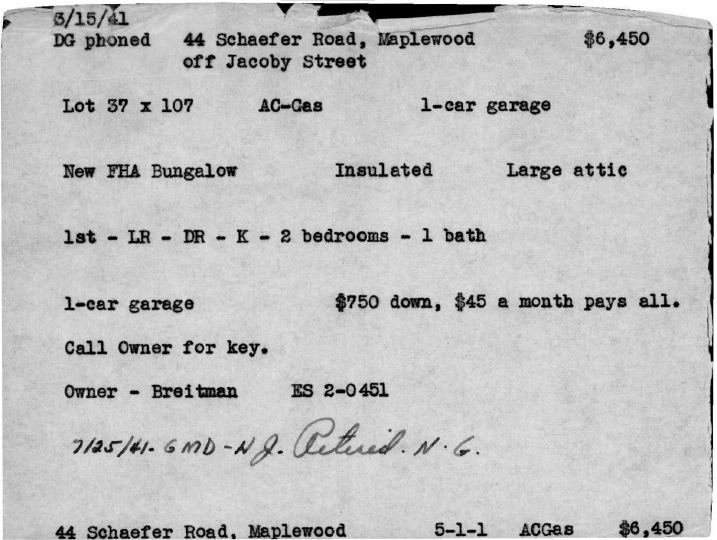 3/15/41
DG phoned 44 Schaefer Road, Maplewood $6,450
off Jacoby Street
Lot 37 x 107 AC-Gas 1-car garage
New FHA Bungalow Insulated Large attic
1st - LR - DR - K - 2 bedrooms - 1 bath
1-car garage $750 down, $45 a month pays all.
Call Owner for key.
Owner - Breitman ES 2-0451
7/25/41- GMD - N.J. Retired. N.G.
44 Schaefer Road, Maplewood 5-1-1 ACGas $6,450